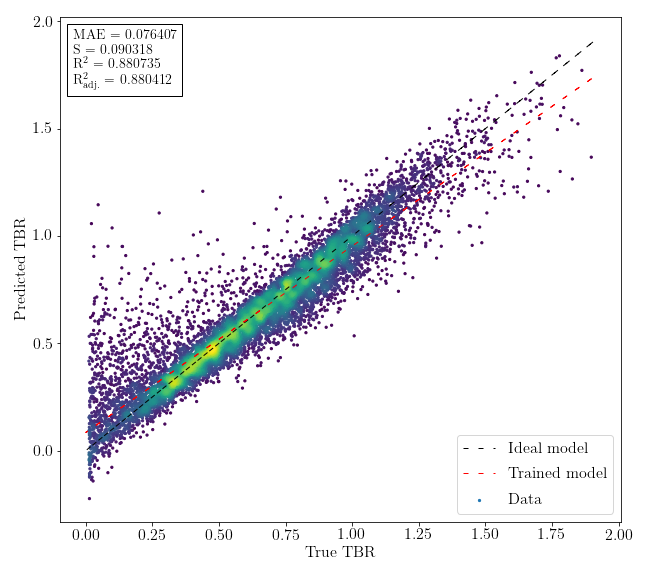 MAE = 0.076407
S = 0.090318
R² = 0.880735
R²adj. = 0.880412
2.0
1.5
1.0
0.5
0.0
Predicted TBR
Ideal model
Trained model
Data
0.00 0.25 0.50 0.75 1.00 1.25 1.50 1.75 2.00
True TBR